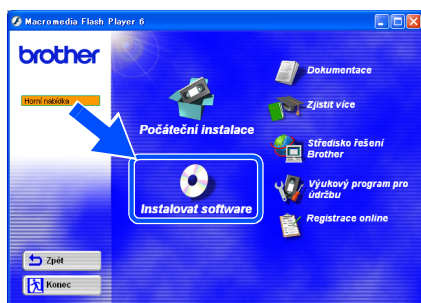 Macromedia Flash Player 6
brother
Horní nabídka
Počáteční instalace
Instalovat software
Dokumentace
Zjistit více
Středisko řešení
Brother
Výukový program pro
údržbu
Registrace online
Zpět
Konec